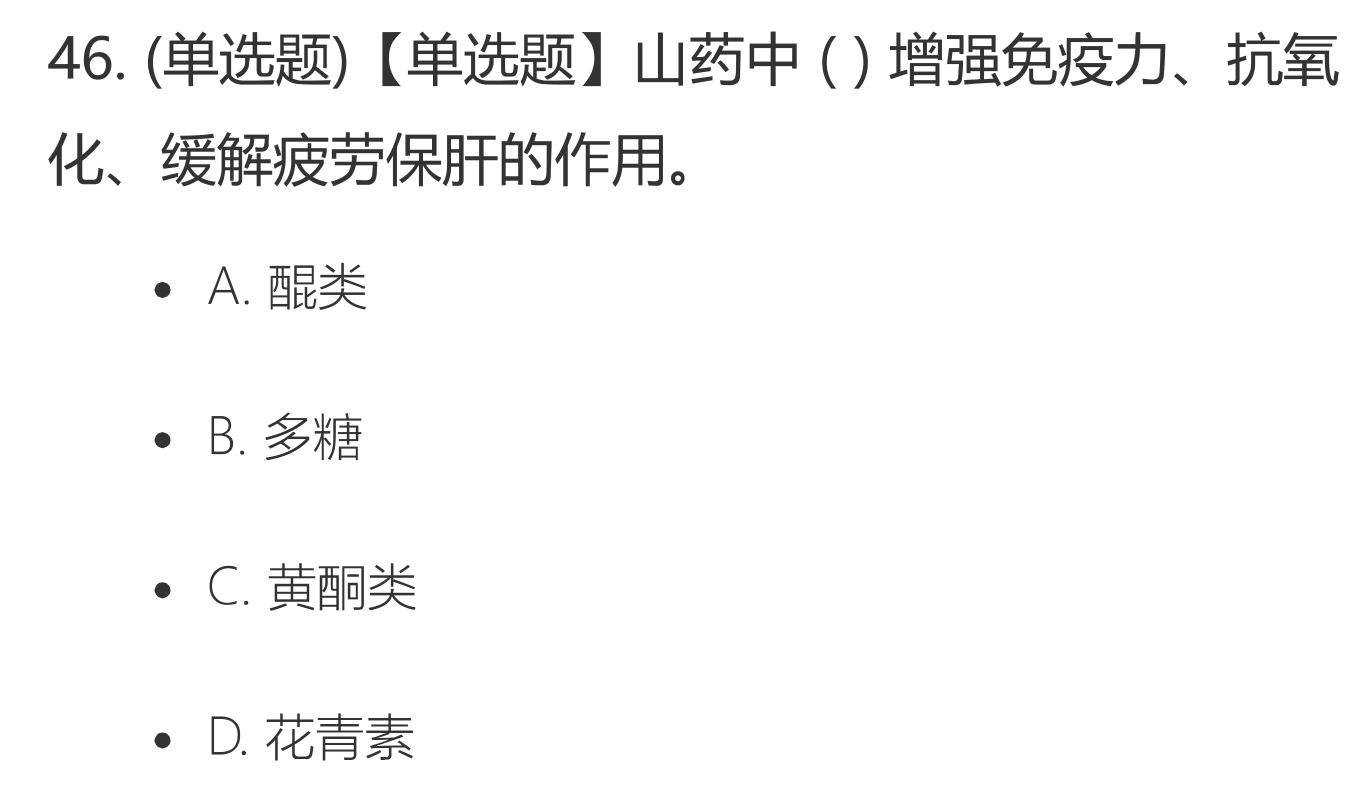 46. (单选题)【单选题】山药中 ( ) 增强免疫力、抗氧
化、缓解疲劳保肝的作用。
A. 醌类
B. 多糖
C. 黄酮类
D. 花青素